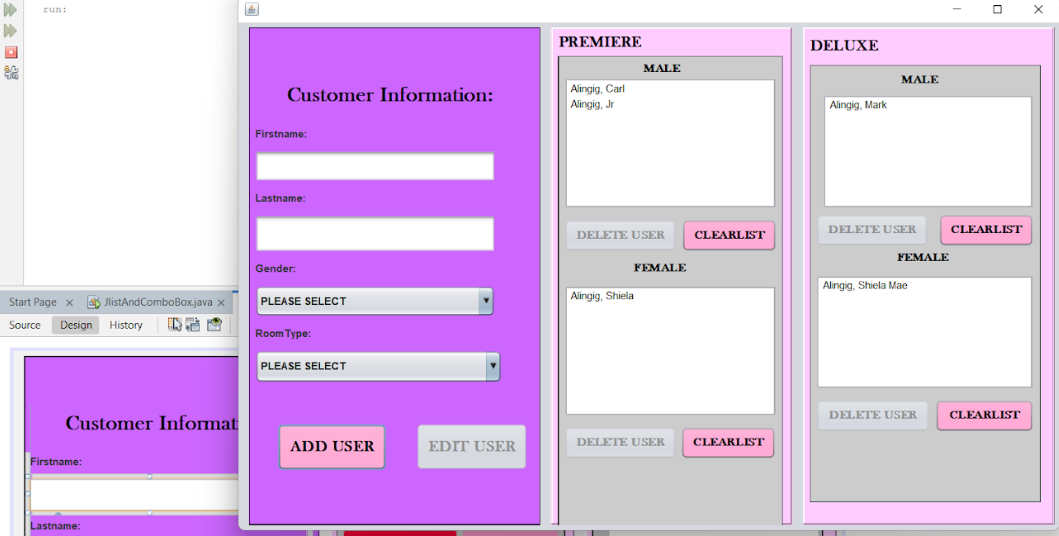 run:
Start Page
JlistAndComboBox.java
Source
Design
History
Customer Informat
Firstname:
Lastname:
Customer Information:
Firstname:
Lastname:
Gender:
PLEASE SELECT
RoomType:
PLEASE SELECT
ADD USER
EDIT USER
PREMIERE
MALE
Alingig, Carl
Alingig, Jr
DELETE USER
CLEARLIST
FEMALE
Alingig, Shiela
DELETE USER
CLEARLIST
DELUXE
MALE
Alingig, Mark
DELETE USER
CLEARLIST
FEMALE
Alingig, Shiela Mae
DELETE USER
CLEARLIST